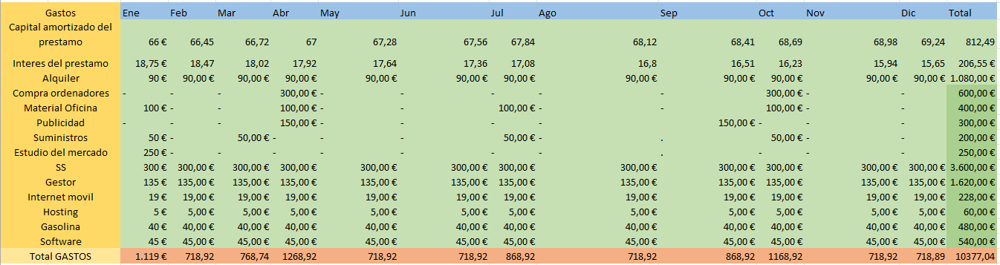 Gastos Ene Feb Mar Abr May Jun Jul Ago Sep Oct Nov Dic Total
Capital amortizado del
prestamo 66 € 66,45 66,72 67 67,28 67,56 67,84 68,12 68,41 68,69 68,98 69,24 812,49
Interes del prestamo 18,75 € 18,47 18,02 17,92 17,64 17,36 17,08 16,8 16,51 16,23 15,94 15,65 206,55 €
Alquiler 90 € 90,00 € 90,00 € 90,00 € 90,00 € 90,00 € 90,00 € 90,00 € 90,00 € 90,00 € 90,00 € 90,00 € 1.080,00 €
Compra ordenadores - - - 300,00 € - - - - - 300,00 € - - 600,00 €
Material Oficina 100 € - - 100,00 € - - 100,00 € - - 100,00 € - - 400,00 €
Publicidad - - - 150,00 € - - - - 150,00 € - - - 300,00 €
Suministros 50 € - 50,00 € - - - 50,00 € - . 50,00 € - - 200,00 €
Estudio del mercado 250 € - - - - - - - . - - - 250,00 €
SS 300 € 300,00 € 300,00 € 300,00 € 300,00 € 300,00 € 300,00 € 300,00 € 300,00 € 300,00 € 300,00 € 300,00 € 3.600,00 €
Gestor 135 € 135,00 € 135,00 € 135,00 € 135,00 € 135,00 € 135,00 € 135,00 € 135,00 € 135,00 € 135,00 € 135,00 € 1.620,00 €
Internet movil 19 € 19,00 € 19,00 € 19,00 € 19,00 € 19,00 € 19,00 € 19,00 € 19,00 € 19,00 € 19,00 € 19,00 € 228,00 €
Hosting 5 € 5,00 € 5,00 € 5,00 € 5,00 € 5,00 € 5,00 € 5,00 € 5,00 € 5,00 € 5,00 € 5,00 € 60,00 €
Gasolina 40 € 40,00 € 40,00 € 40,00 € 40,00 € 40,00 € 40,00 € 40,00 € 40,00 € 40,00 € 40,00 € 40,00 € 480,00 €
Software 45 € 45,00 € 45,00 € 45,00 € 45,00 € 45,00 € 45,00 € 45,00 € 45,00 € 45,00 € 45,00 € 45,00 € 540,00 €
Total GASTOS 1.119 € 718,92 768,74 1268,92 718,92 718,92 868,92 718,92 868,92 1168,92 718,92 718,89 10377,04